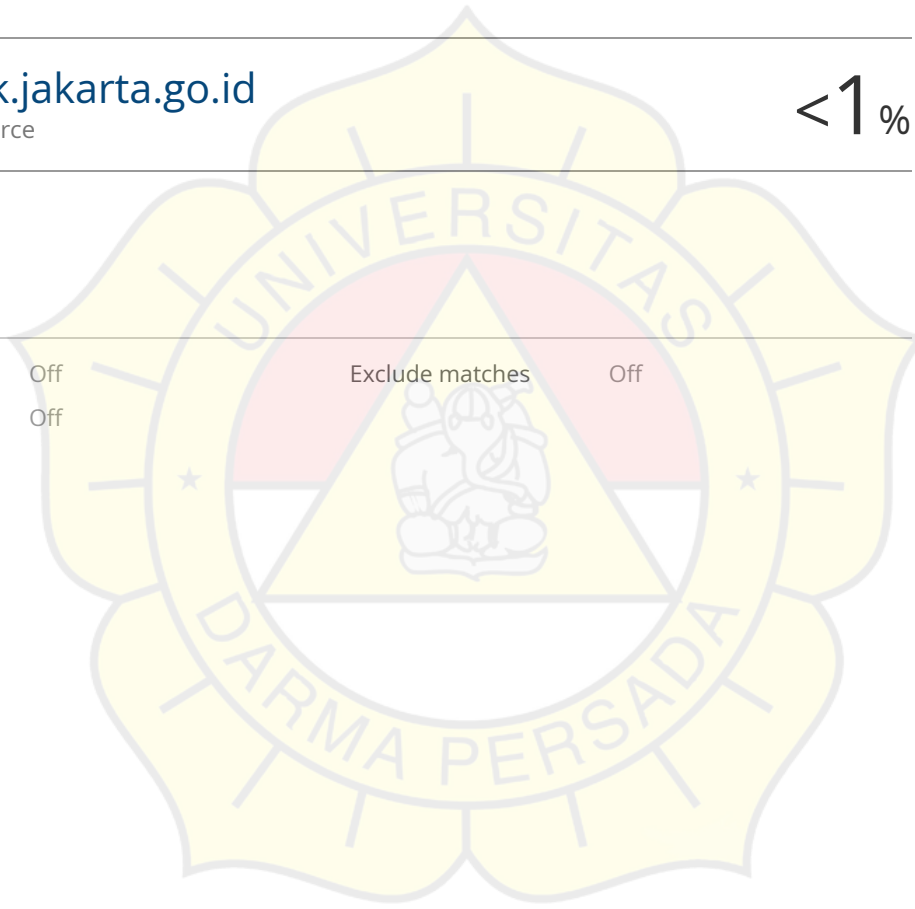 k.jakarta.go.id
rce
<1%
UNIVERSITAS
Off
Exclude matches
Off
Off
DARMA PERSADA